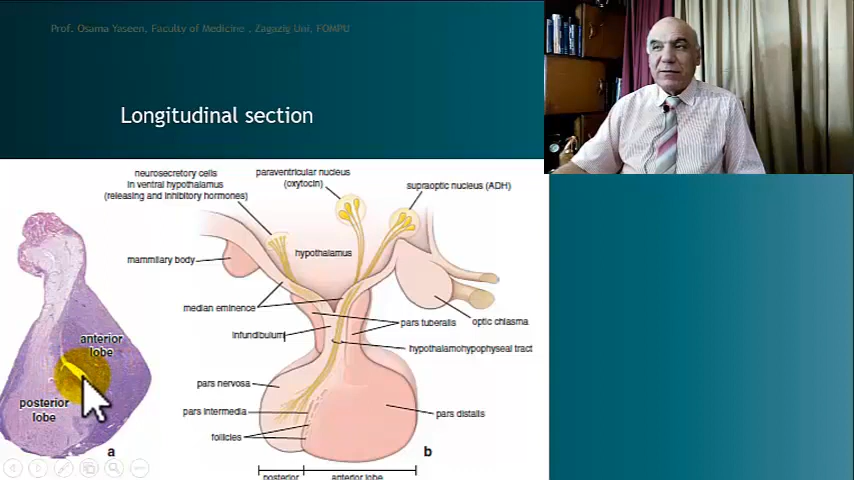 Prof. Osama Yaseen, Faculty of Medicine , Zagazig Uni, FOMPU
Longitudinal section
neurosecretory cells
in ventral hypothalamus
(releasing and inhibitory hormones)
paraventricular nucleus
(oxytocin)
supraoptic nucleus (ADH)
hypothalamus
mammillary body
median eminence
optic chiasma
pars tuberalis
infundibulum
hypothalamohypophyseal tract
anterior
lobe
pars nervosa
posterior
lobe
pars intermedia
pars distalis
follicles
a
b
posterior
anterior lobe